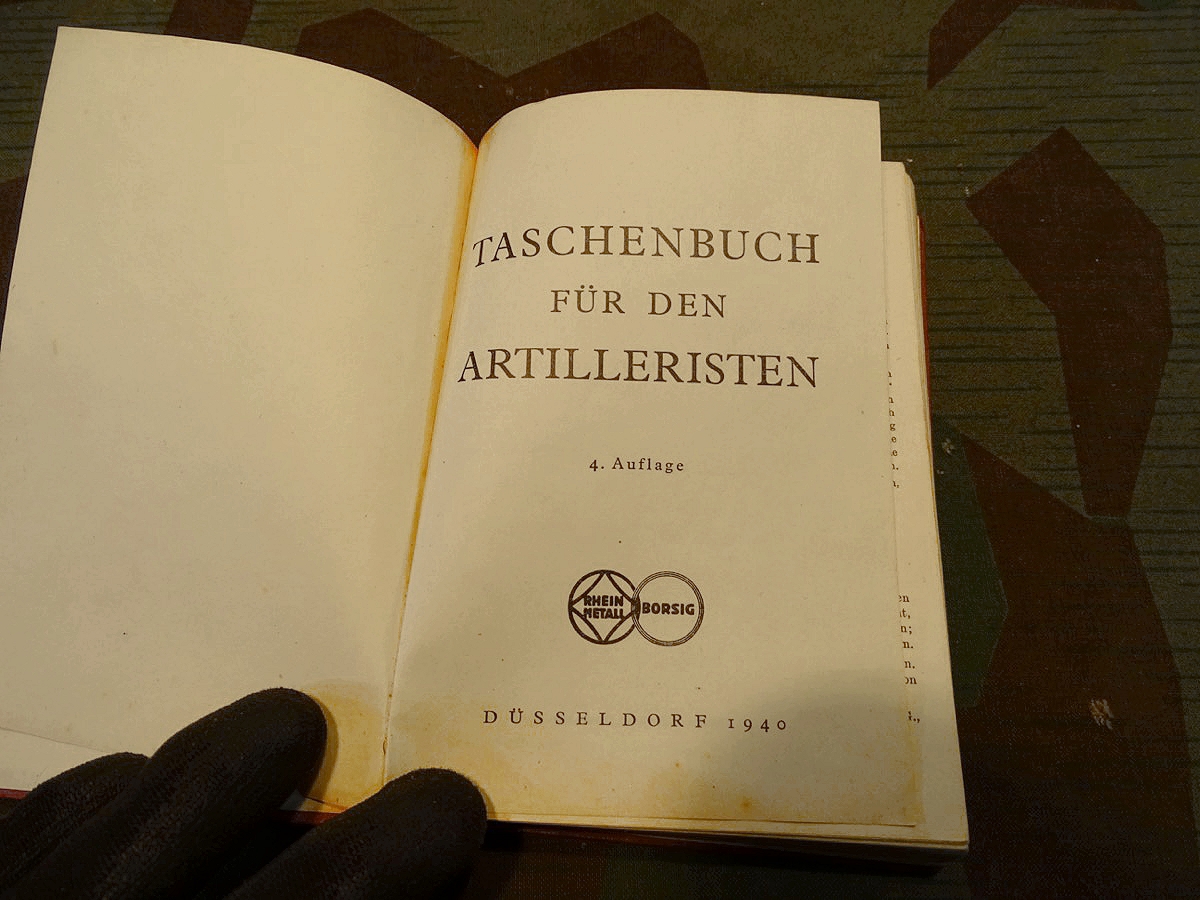 TASCHENBUCH
FÜR DEN
ARTILLERISTEN
4. Auflage
RHEIN
METALL
BORSIG
DÜSSELDORF 1940